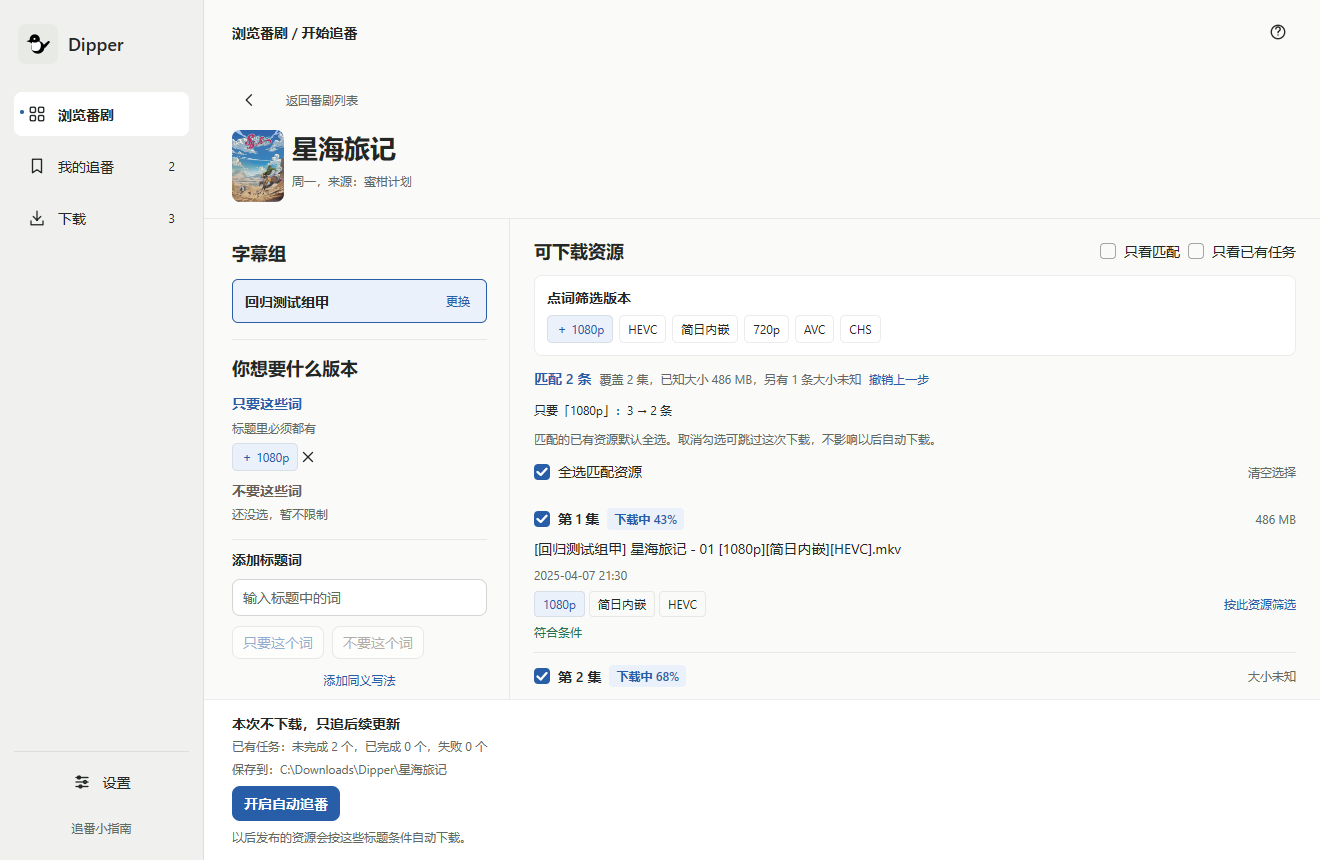 Dipper
浏览番剧
我的追番 2
下载 3
设置
追番小指南
浏览番剧 / 开始追番
返回番剧列表
星海旅记
周一，来源：蜜柑计划
字幕组
回归测试组甲 更换
你想要什么版本
只要这些词
标题里必须都有
+ 1080p
不要这些词
还没选，暂不限制
添加标题词
输入标题中的词
只要这个词 不要这个词
添加同义写法
可下载资源 只看匹配 只看已有任务
点词筛选版本
+ 1080p HEVC 简日内嵌 720p AVC CHS
匹配 2 条 覆盖 2 集，已知大小 486 MB，另有 1 条大小未知 撤销上一步
只要「1080p」：3 → 2 条
匹配的已有资源默认全选。取消勾选可跳过这次下载，不影响以后自动下载。
全选匹配资源 清空选择
第 1 集 下载中 43% 486 MB
[回归测试组甲] 星海旅记 - 01 [1080p][简日内嵌][HEVC].mkv
2025-04-07 21:30
1080p 简日内嵌 HEVC 按此资源筛选
符合条件
第 2 集 下载中 68% 大小未知
本次不下载，只追后续更新
已有任务：未完成 2 个，已完成 0 个，失败 0 个
保存到：C:\Downloads\Dipper\星海旅记
开启自动追番
以后发布的资源会按这些标题条件自动下载。